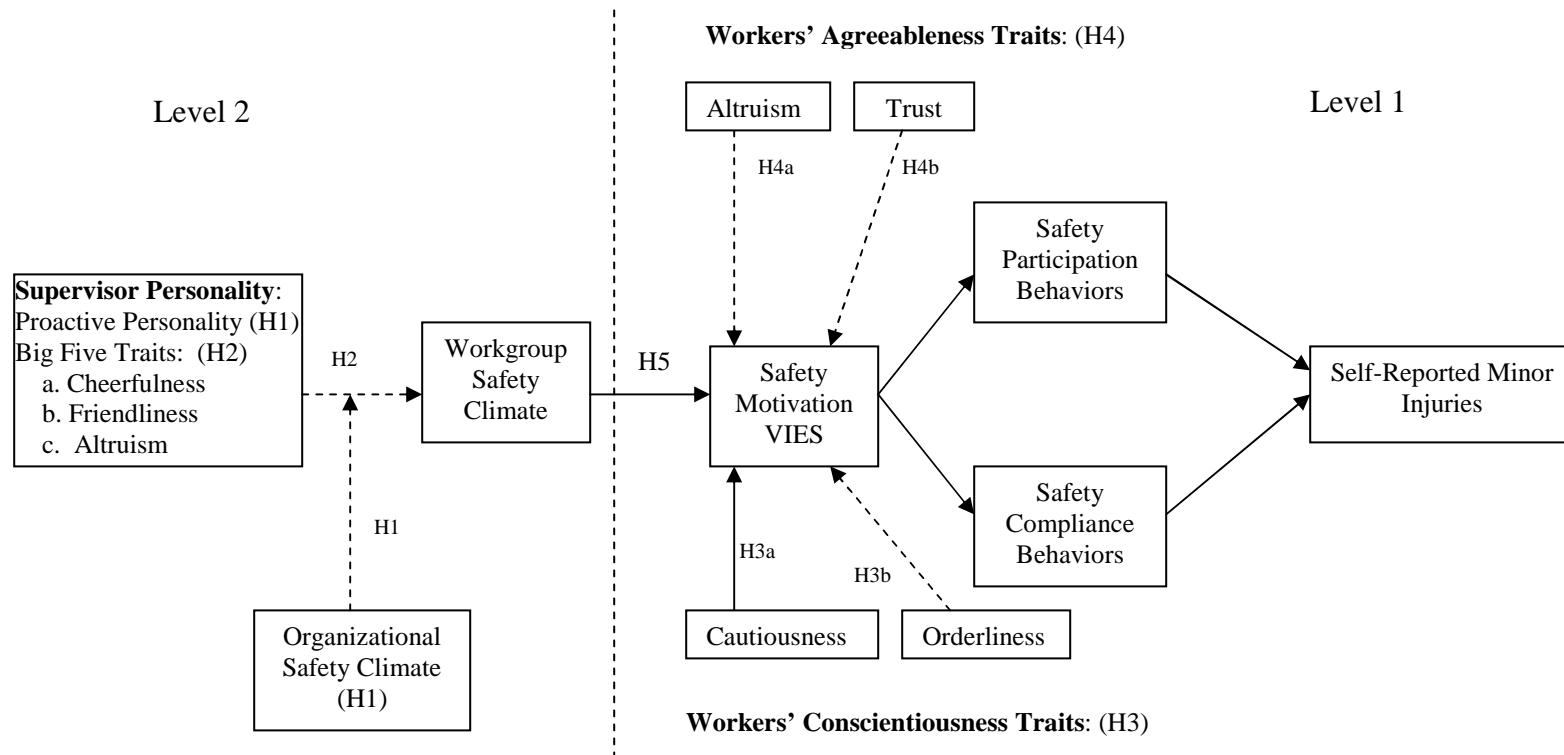 Workers’ Agreeableness Traits: (H4)
Level 2
Level 1
Altruism
Trust
H4a
H4b
Supervisor Personality:
Proactive Personality (H1)
Big Five Traits:  (H2)
a. Cheerfulness
b. Friendliness
c.  Altruism
H2
H1
Organizational
Safety Climate
(H1)
Workgroup
Safety
Climate
H5
Safety
Motivation
VIES
H3a
H3b
Cautiousness
Orderliness
Workers’ Conscientiousness Traits: (H3)
Safety
Participation
Behaviors
Safety
Compliance
Behaviors
Self-Reported Minor
Injuries